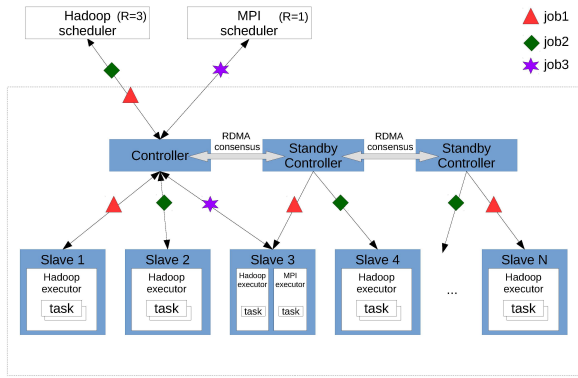 Hadoop (R=3)
scheduler
MPI (R=1)
scheduler
job1
job2
job3
Controller
RDMA
consensus
Standby
Controller
RDMA
consensus
Standby
Controller
Slave 1
Hadoop
executor
task
Slave 2
Hadoop
executor
task
Slave 3
Hadoop
executor
task
MPI
executor
task
Slave 4
Hadoop
executor
task
...
Slave N
Hadoop
executor
task